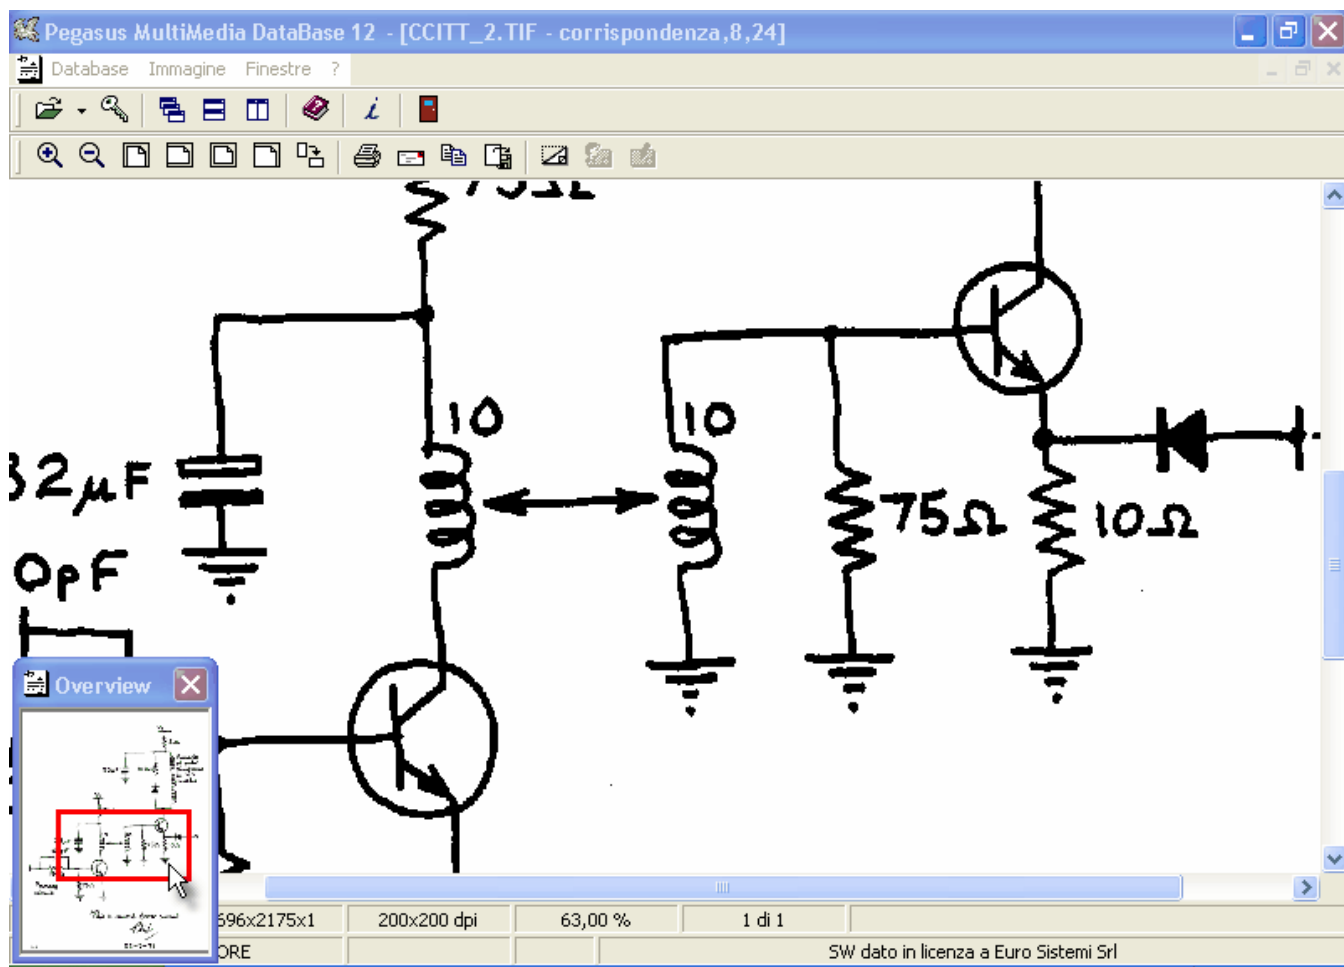 Pegasus MultiMedia DataBase 12 - [CCITT_2.TIF - corrispondenza,8,24]
Database Immagine Finestre ?
10
10
32µF
75Ω
10Ω
0pF
Overview
696x2175x1 200x200 dpi 63,00 % 1 di 1
ORE SW dato in licenza a Euro Sistemi Srl